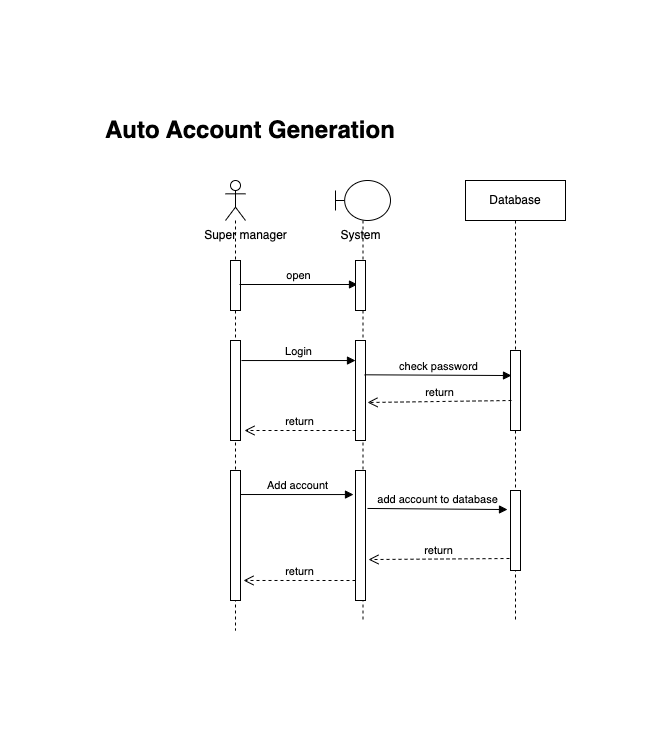 Auto Account Generation
Super manager
System
Database
open
Login
check password
return
return
Add account
add account to database
return
return